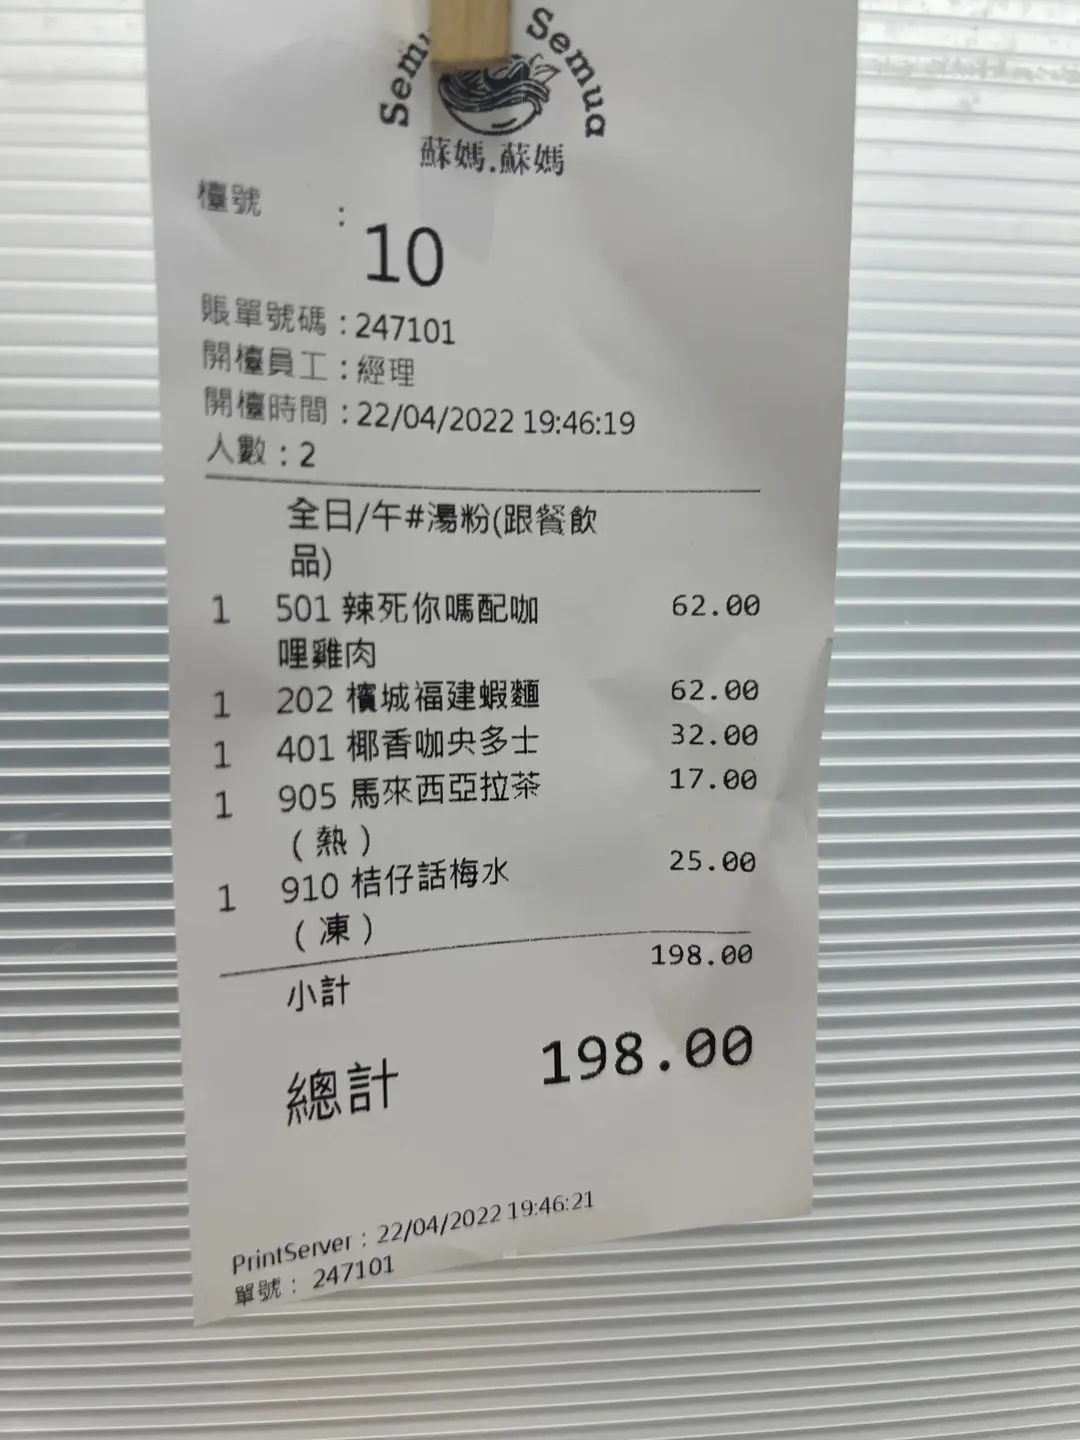 Semua
蘇媽.蘇媽
檯號 :
10
賬單號碼 : 247101
開檯員工 : 經理
開檯時間 : 22/04/2022 19:46:19
人數 : 2
全日/午#湯粉(跟餐飲
品)
1 501 辣死你嗎配咖 62.00
哩雞肉
1 202 檳城福建蝦麵 62.00
1 401 椰香咖央多士 32.00
1 905 馬來西亞拉茶 17.00
(熱)
1 910 桔仔話梅水 25.00
(凍)
小計 198.00
總計 198.00
PrintServer : 22/04/2022 19:46:21
單號 : 247101